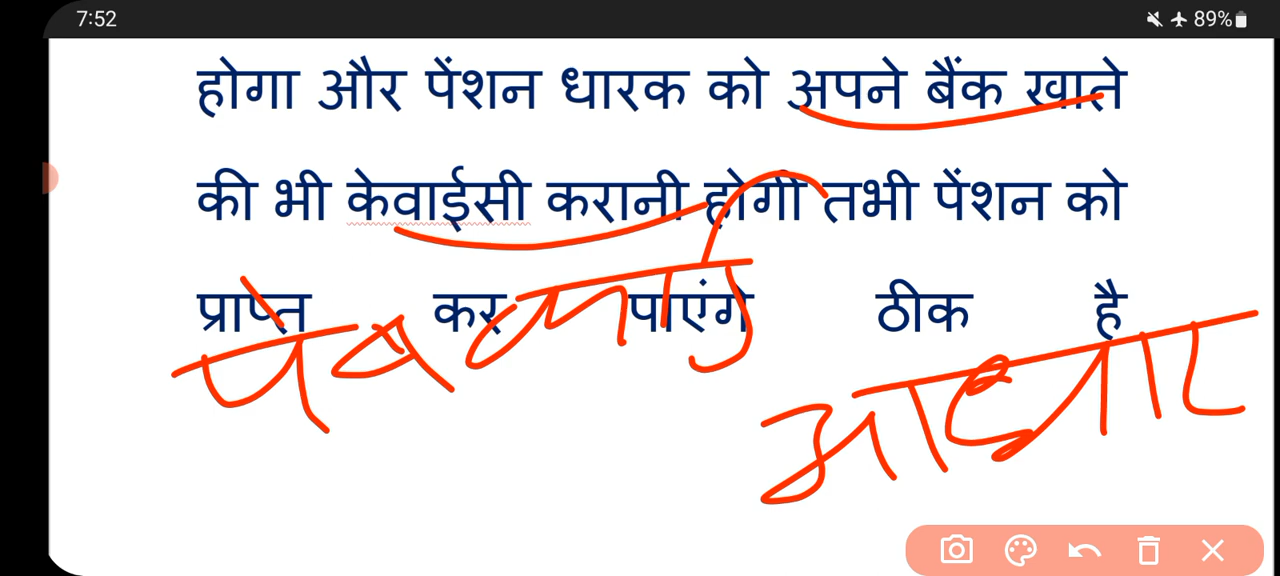 7:52
89%
होगा और पेंशन धारक को अपने बैंक खाते
की भी केवाईसी करानी होगी तभी पेंशन को
प्राप्त कर पाएंगे ठीक है
आधार